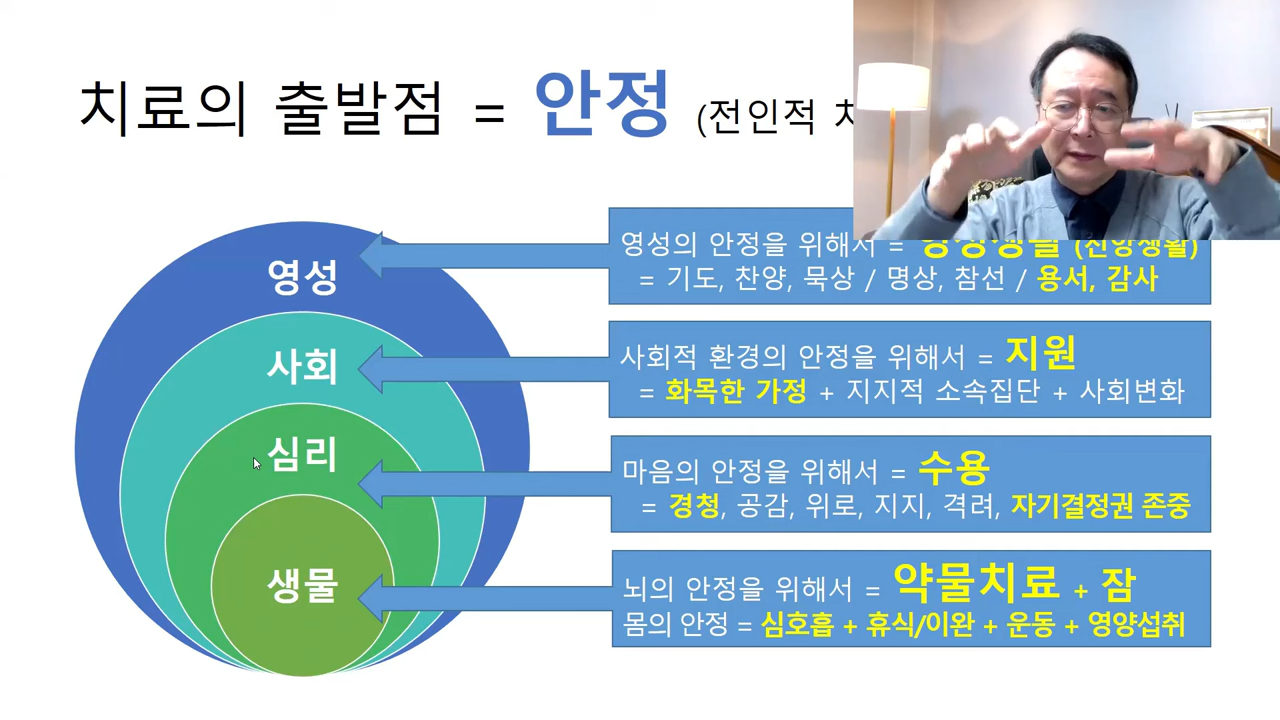 치료의 출발점 = 안정 (전인적
영성
영성의 안정을 위해서 = (신앙생활)
= 기도, 찬양, 묵상 / 명상, 참선 / 용서, 감사
사회
사회적 환경의 안정을 위해서 = 지원
= 화목한 가정 + 지지적 소속집단 + 사회변화
심리
마음의 안정을 위해서 = 수용
= 경청, 공감, 위로, 지지, 격려, 자기결정권 존중
생물
뇌의 안정을 위해서 = 약물치료 + 잠
몸의 안정 = 심호흡 + 휴식/이완 + 운동 + 영양섭취